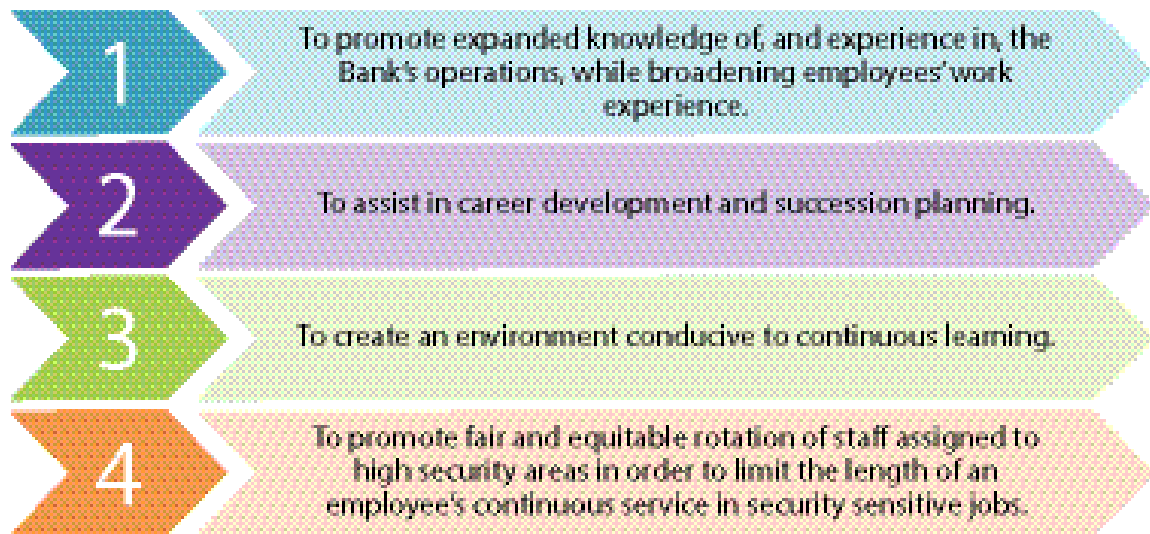 1
To promote expanded knowledge of, and experience in, the
Bank's operations, while broadening employees' work
experience.
2
To assist in career development and succession planning.
3
To create an environment conducive to continuous learning.
4
To promote fair and equitable rotation of staff assigned to
high security areas in order to limit the length of an
employee's continuous service in security sensitive jobs.